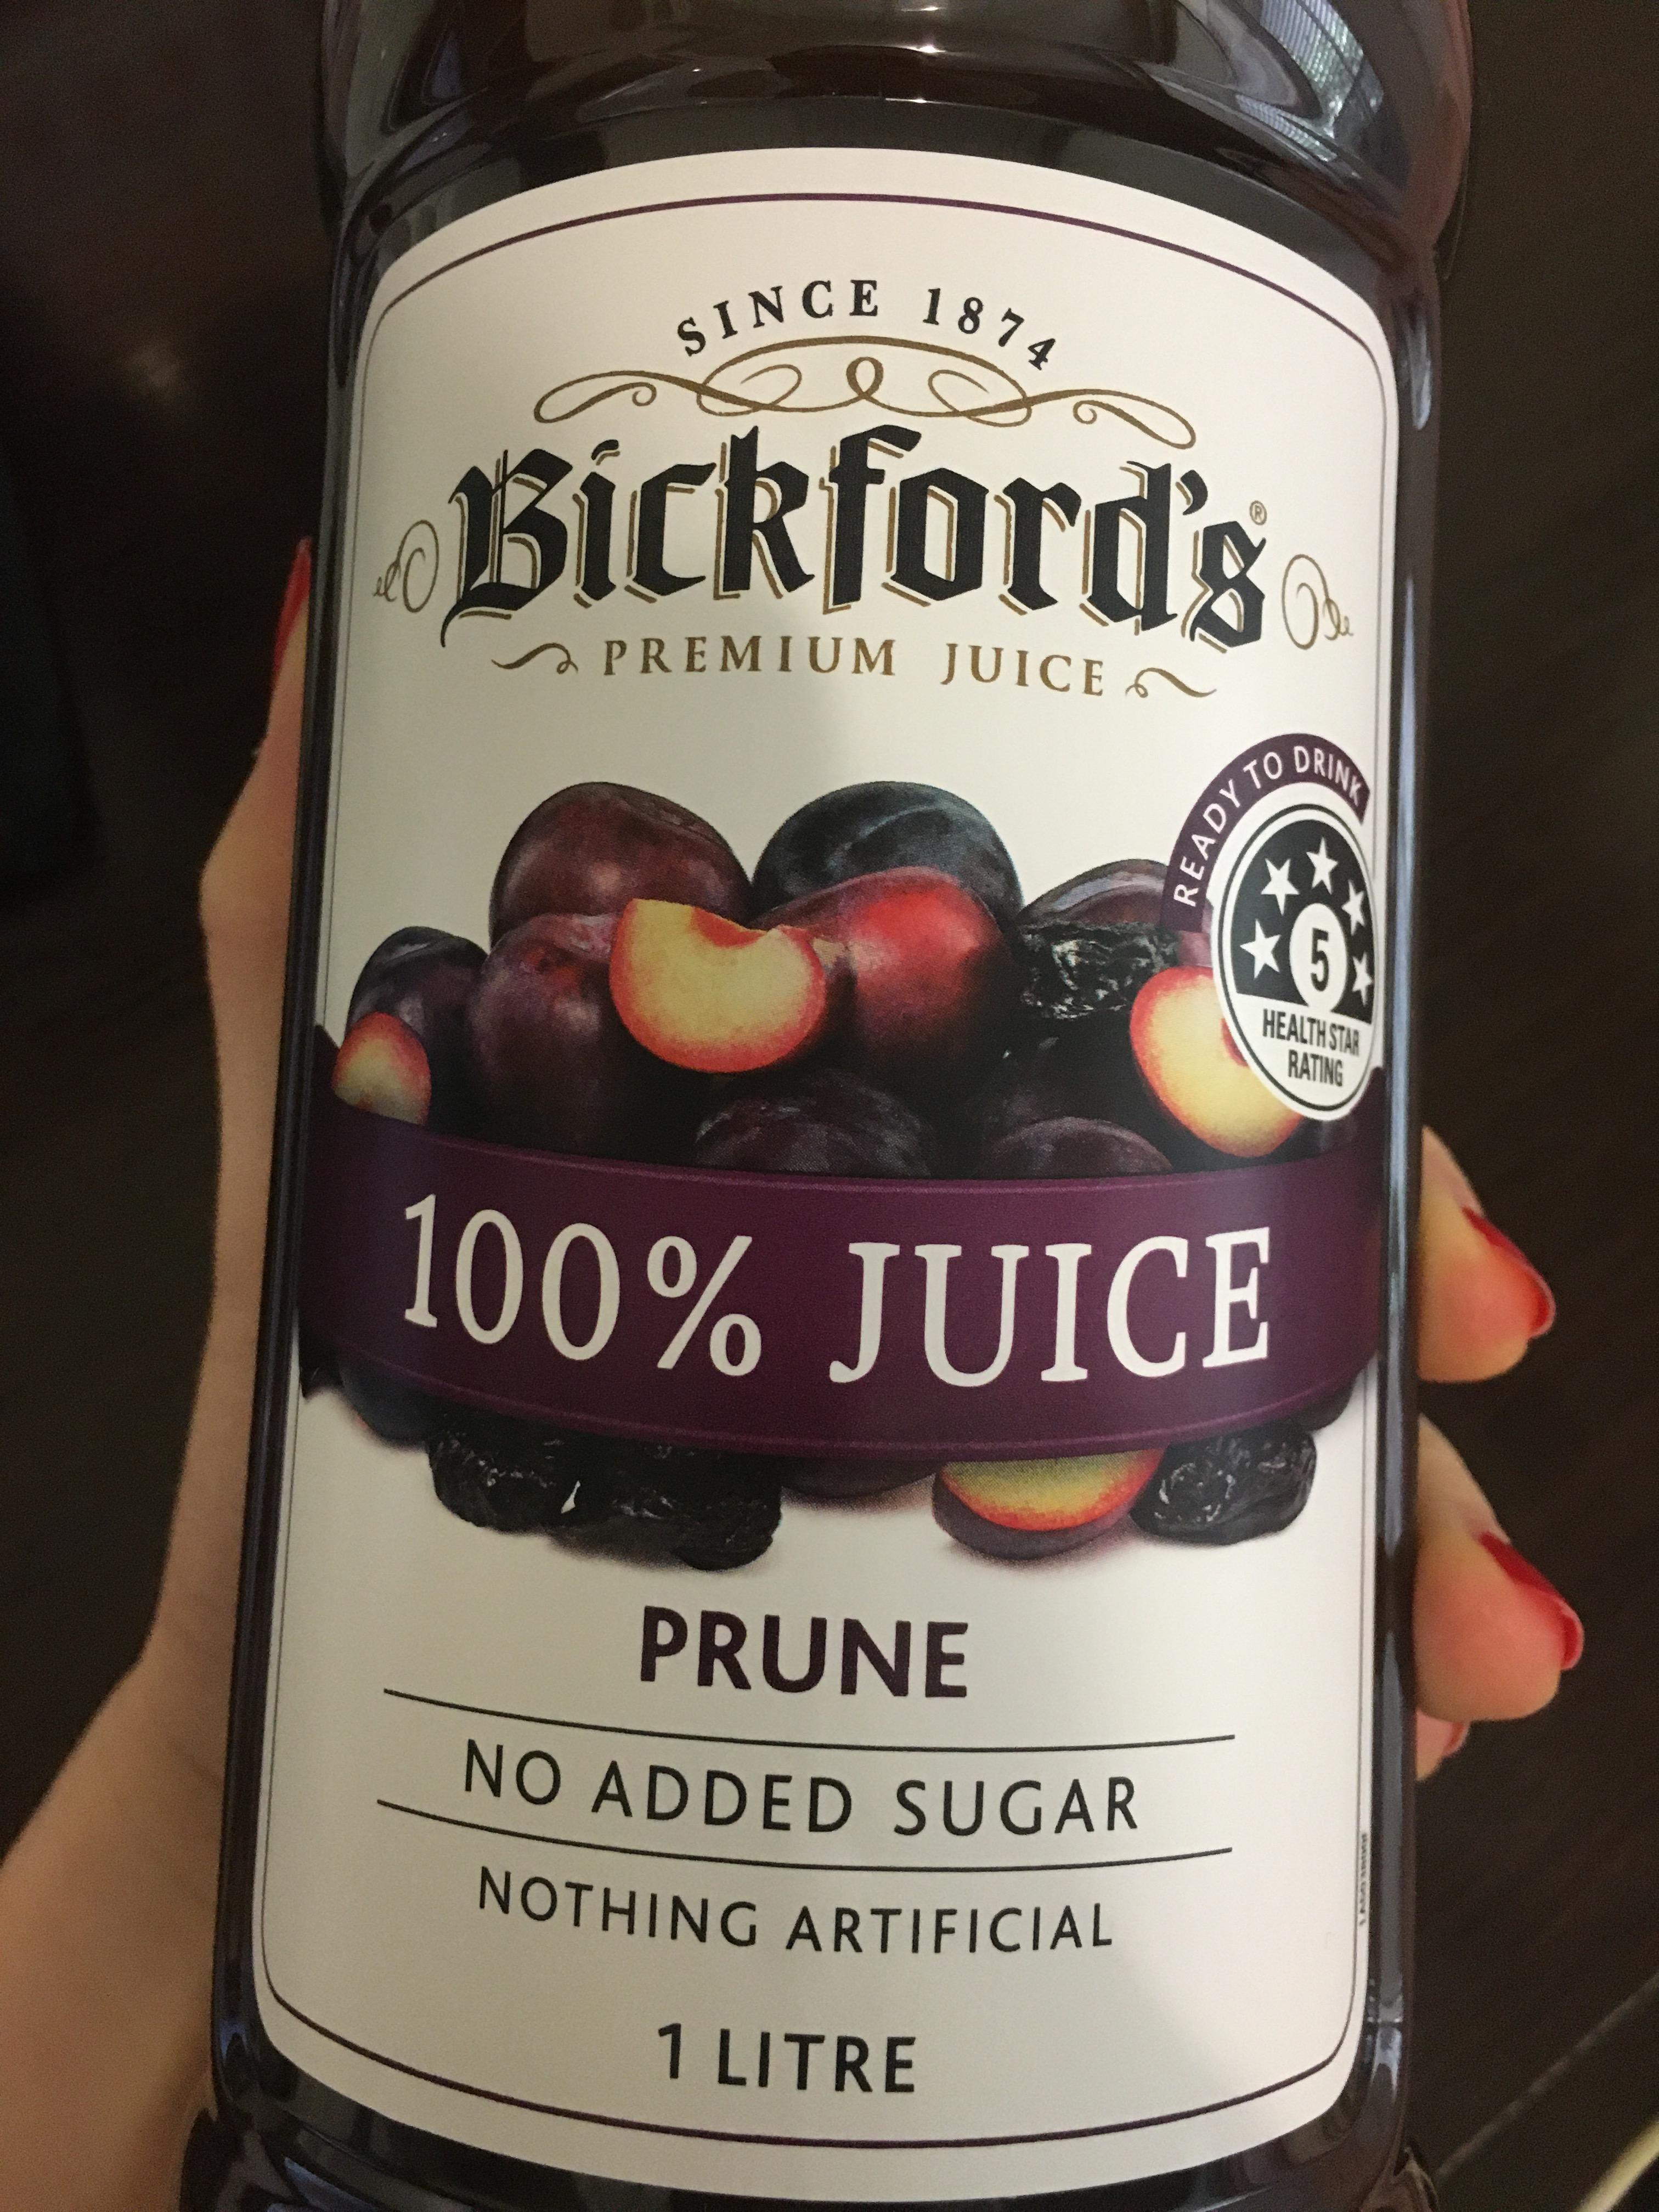 SINCE 1874
Bickford's®
PREMIUM JUICE
READY TO DRINK
5
HEALTH STAR
RATING
100% JUICE
PRUNE
NO ADDED SUGAR
NOTHING ARTIFICIAL
1 LITRE